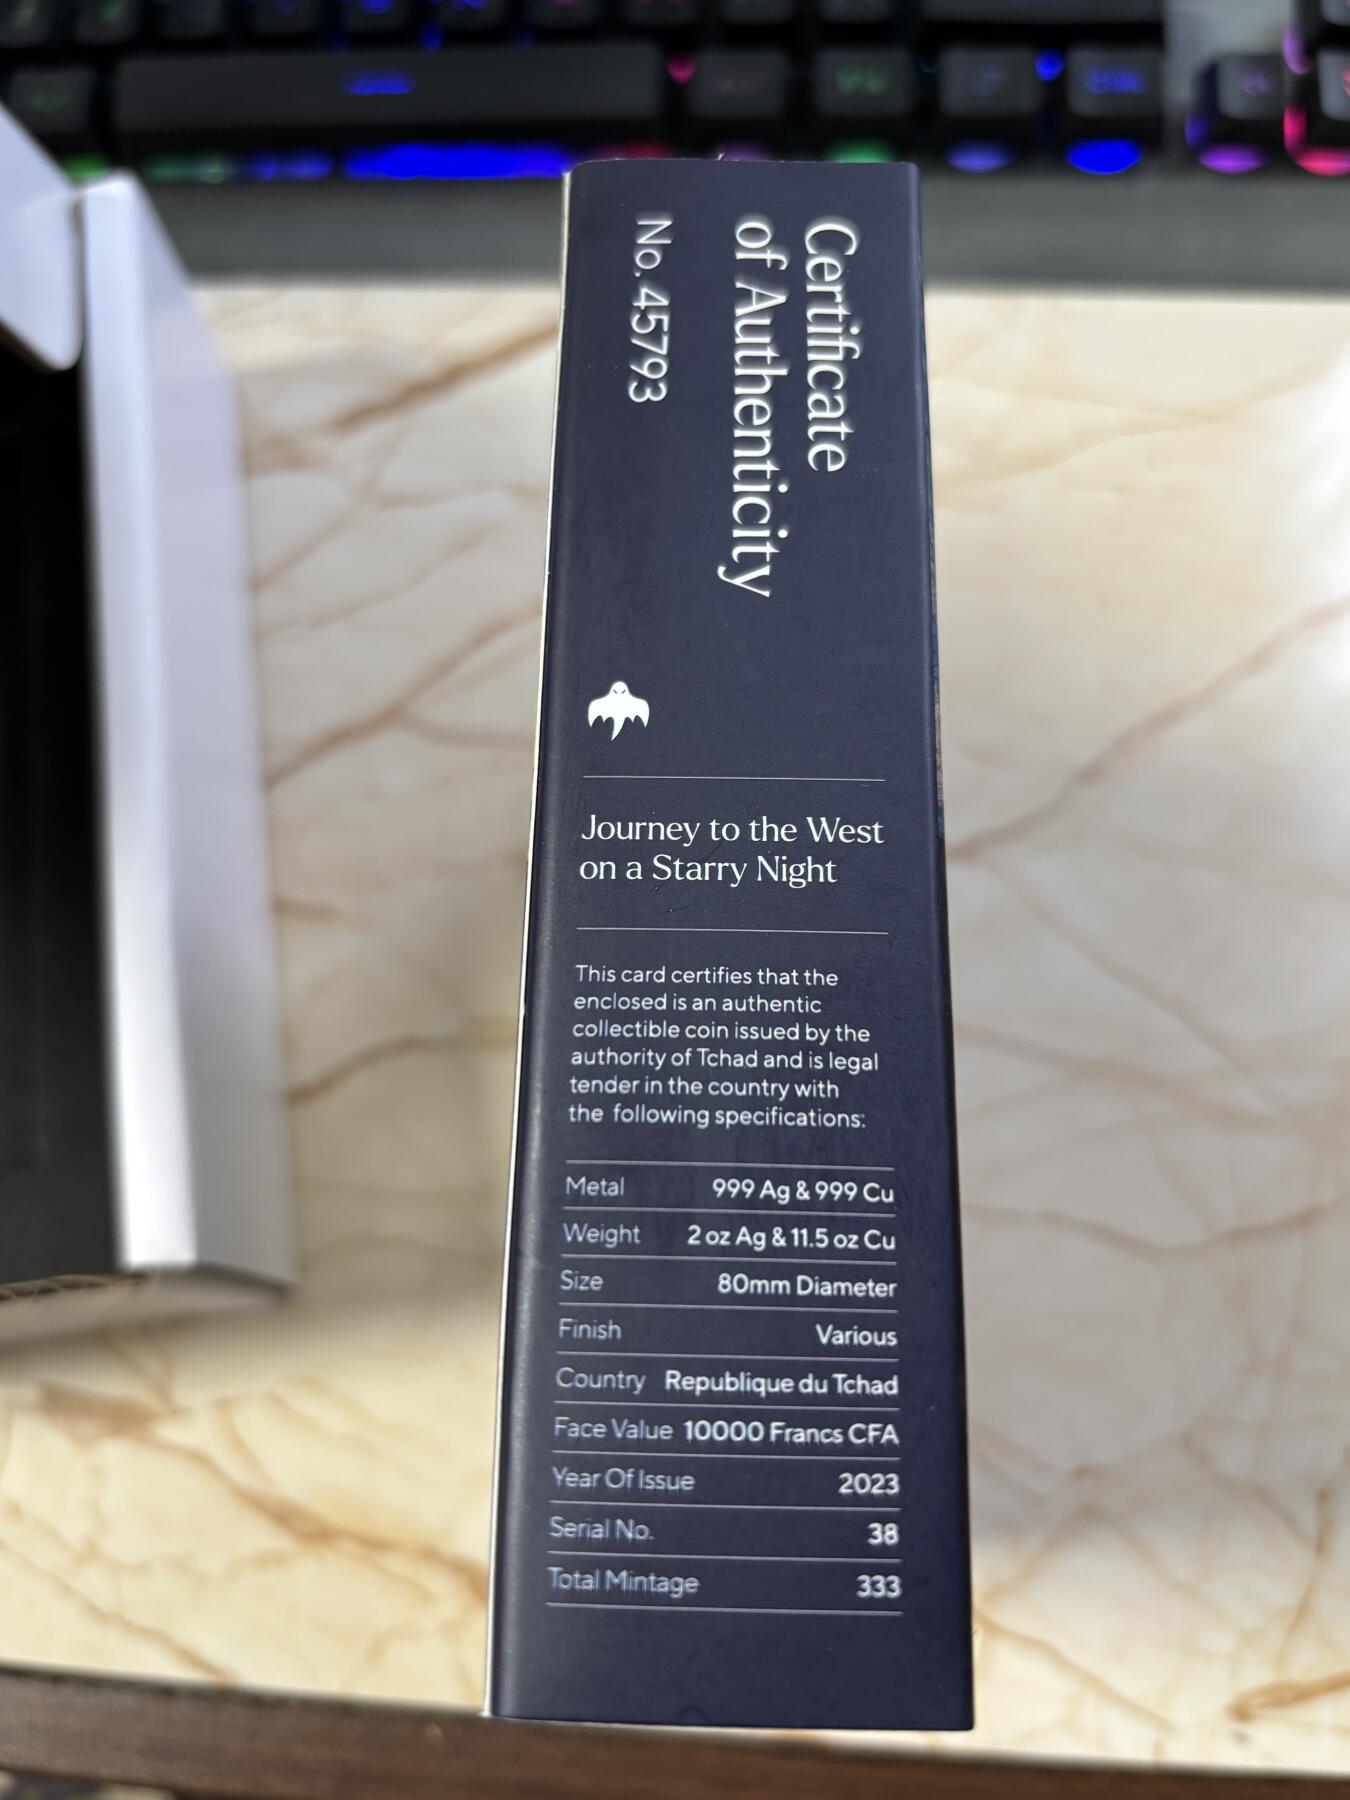 Certificate
of Authenticity
No. 45793
Journey to the West
on a Starry Night
This card certifies that the
enclosed is an authentic
collectible coin issued by the
authority of Tchad and is legal
tender in the country with
the following specifications:
Metal 999 Ag & 999 Cu
Weight 2 oz Ag & 11.5 oz Cu
Size 80mm Diameter
Finish Various
Country Republique du Tchad
Face Value 10000 Francs CFA
Year Of Issue 2023
Serial No. 38
Total Mintage 333